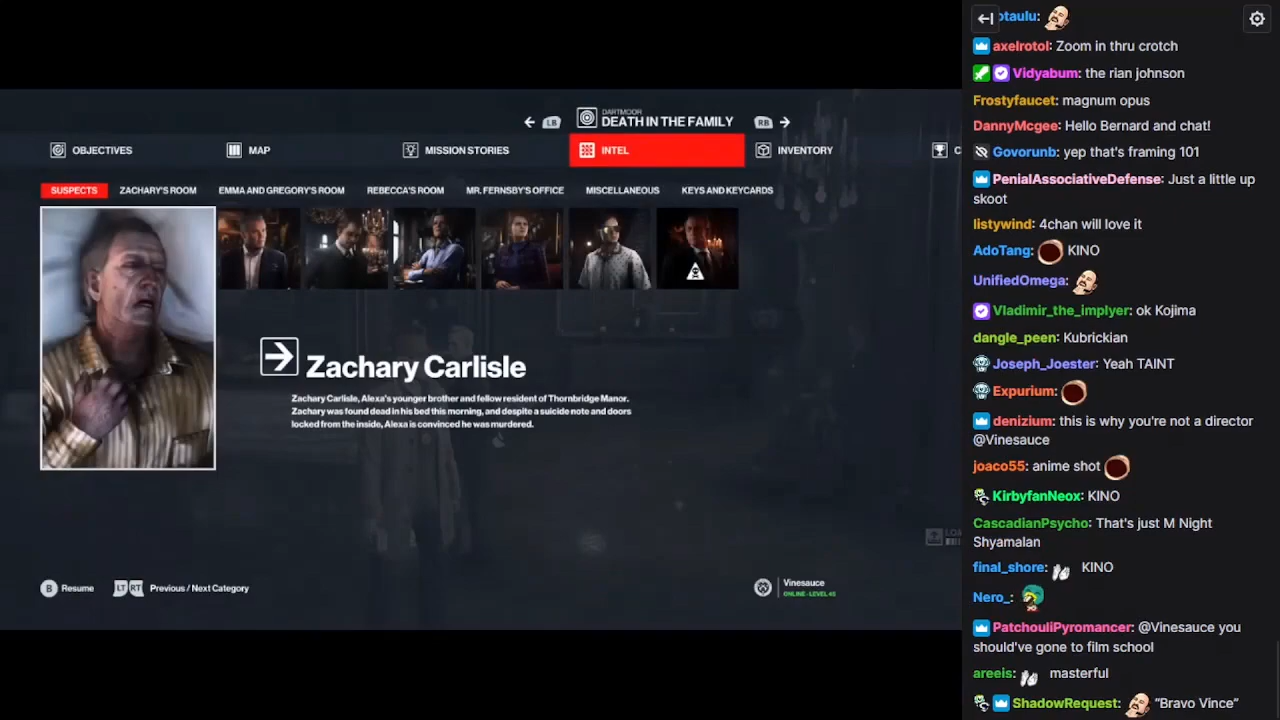 DARTMOOR
LB DEATH IN THE FAMILY RB
OBJECTIVES MAP MISSION STORIES INTEL INVENTORY C
SUSPECTS ZACHARY'S ROOM EMMA AND GREGORY'S ROOM REBECCA'S ROOM MR. FERNSBY'S OFFICE MISCELLANEOUS KEYS AND KEYCARDS
Zachary Carlisle
Zachary Carlisle, Alexa's younger brother and fellow resident of Thornbridge Manor.
Zachary was found dead in his bed this morning, and despite a suicide note and doors
locked from the inside, Alexa is convinced he was murdered.
B Resume LT RT Previous / Next Category
Vinesauce
ONLINE - LEVEL 45
otaulu:
axelrotol: Zoom in thru crotch
Vidyabum: the rian johnson
Frostyfaucet: magnum opus
DannyMcgee: Hello Bernard and chat!
Govorunb: yep that's framing 101
PenialAssociativeDefense: Just a little up
skoot
listywind: 4chan will love it
AdoTang: KINO
UnifiedOmega:
Vladimir_the_implyer: ok Kojima
dangle_peen: Kubrickian
Joseph_Joester: Yeah TAINT
Expurium:
denizium: this is why you're not a director
@Vinesauce
joaco55: anime shot
KirbyfanNeox: KINO
CascadianPsycho: That's just M Night
Shyamalan
final_shore: KINO
Nero_:
PatchouliPyromancer: @Vinesauce you
should've gone to film school
areeis: masterful
ShadowRequest: “Bravo Vince”